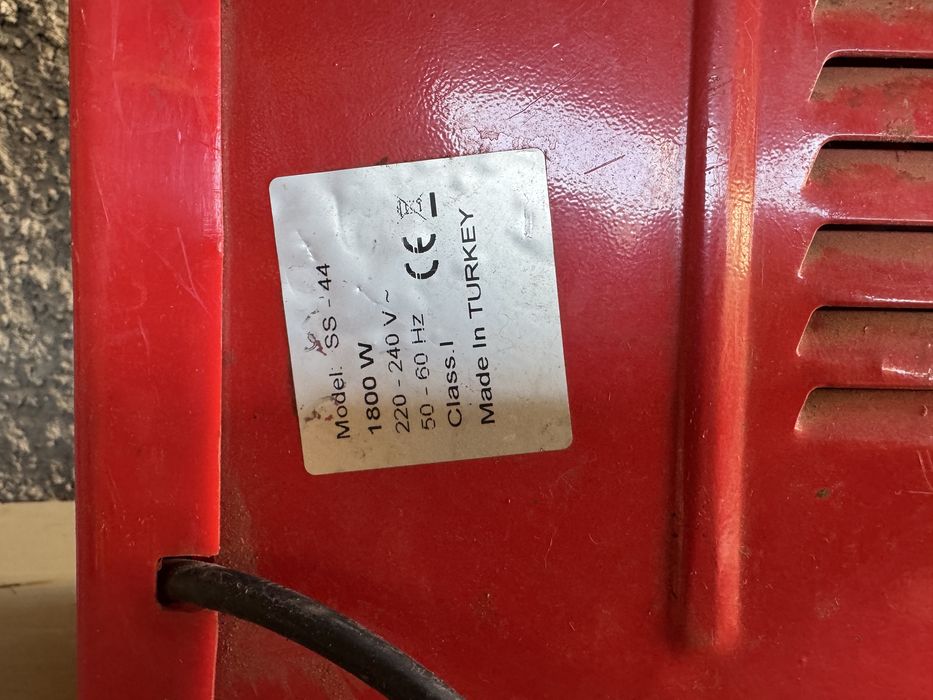 Model: SS - 44
1800 W
220 - 240 V ~
50 - 60 Hz
Class.I
Made In TURKEY
CE